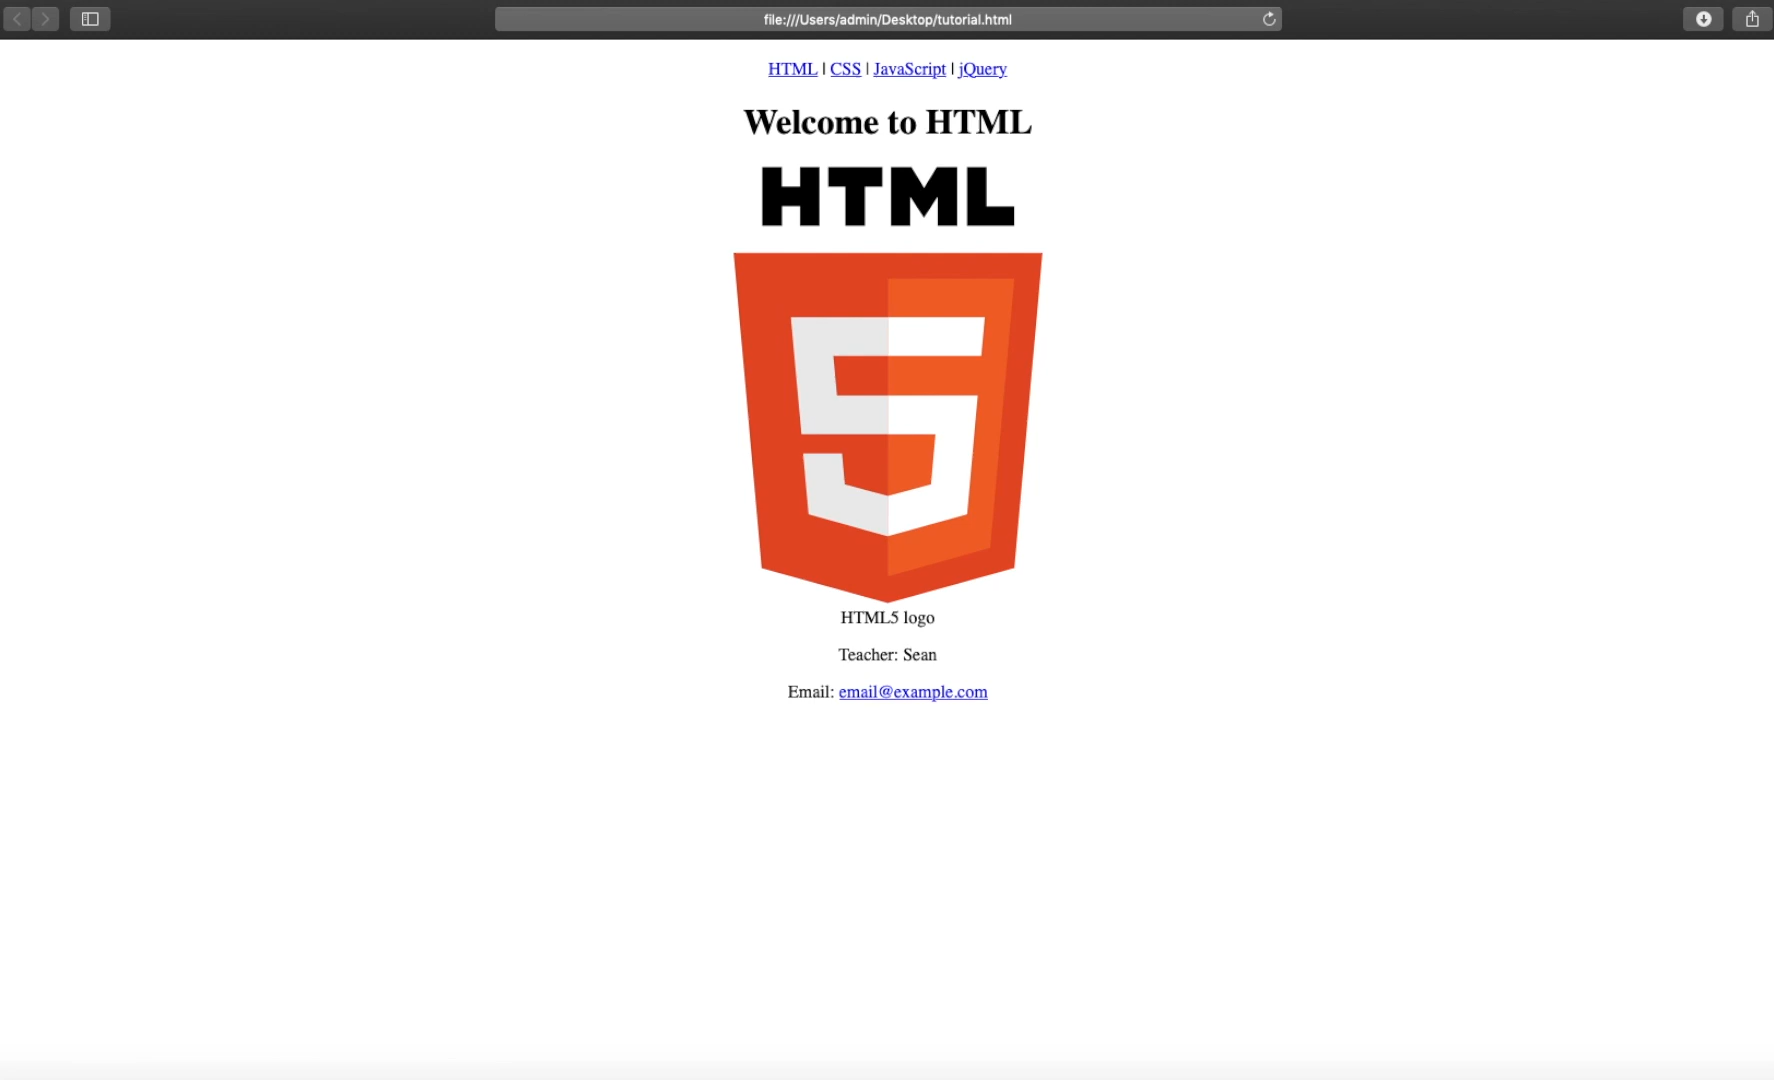 file:///Users/admin/Desktop/tutorial.html
HTML | CSS | JavaScript | jQuery
Welcome to HTML
HTML
5
HTML5 logo
Teacher: Sean
Email: email@example.com